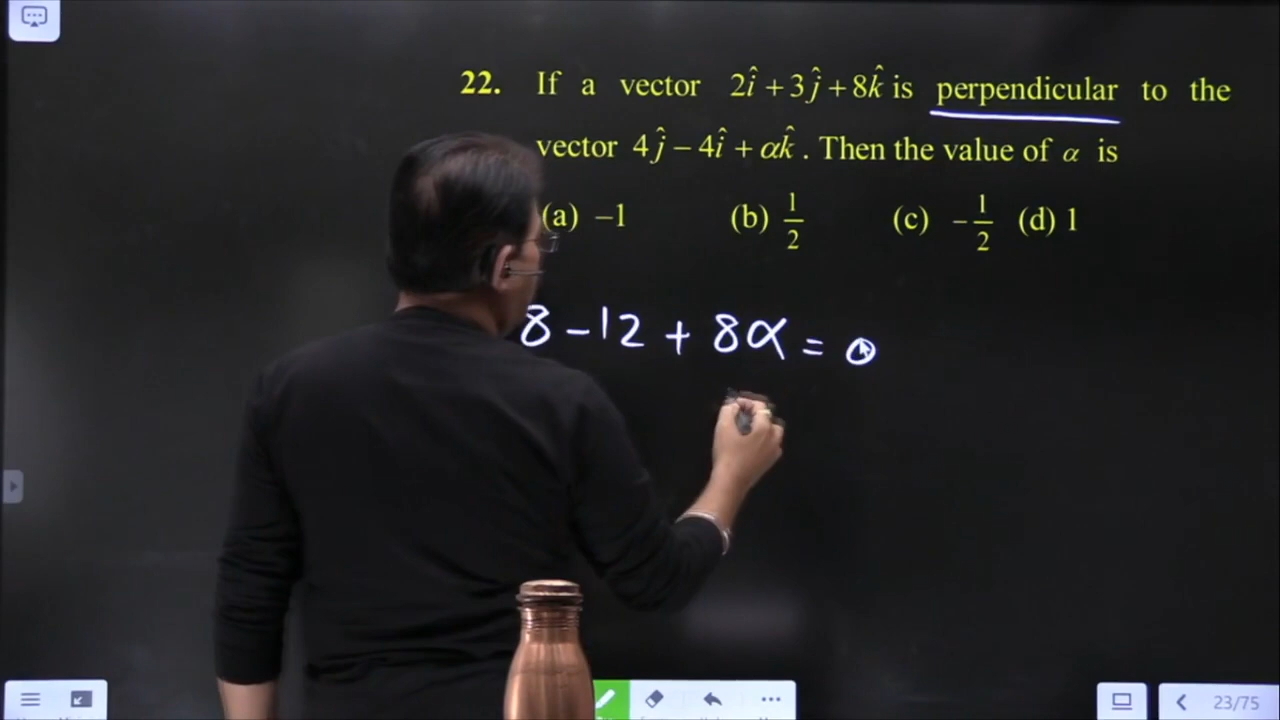 22. If a vector 2î + 3ĵ + 8k̂ is perpendicular to the
vector 4ĵ − 4î + αk̂ . Then the value of α is
(a) –1 (b) 1/2 (c) −1/2 (d) 1
8 − 12 + 8α = 0
23/75